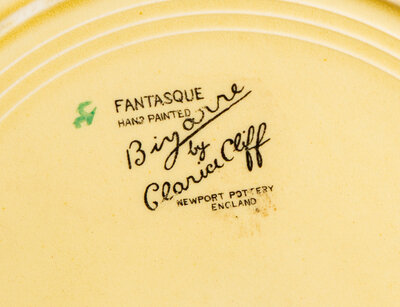 FANTASQUE
HAND PAINTED
Bizarre
by
Clarice Cliff
NEWPORT POTTERY
ENGLAND